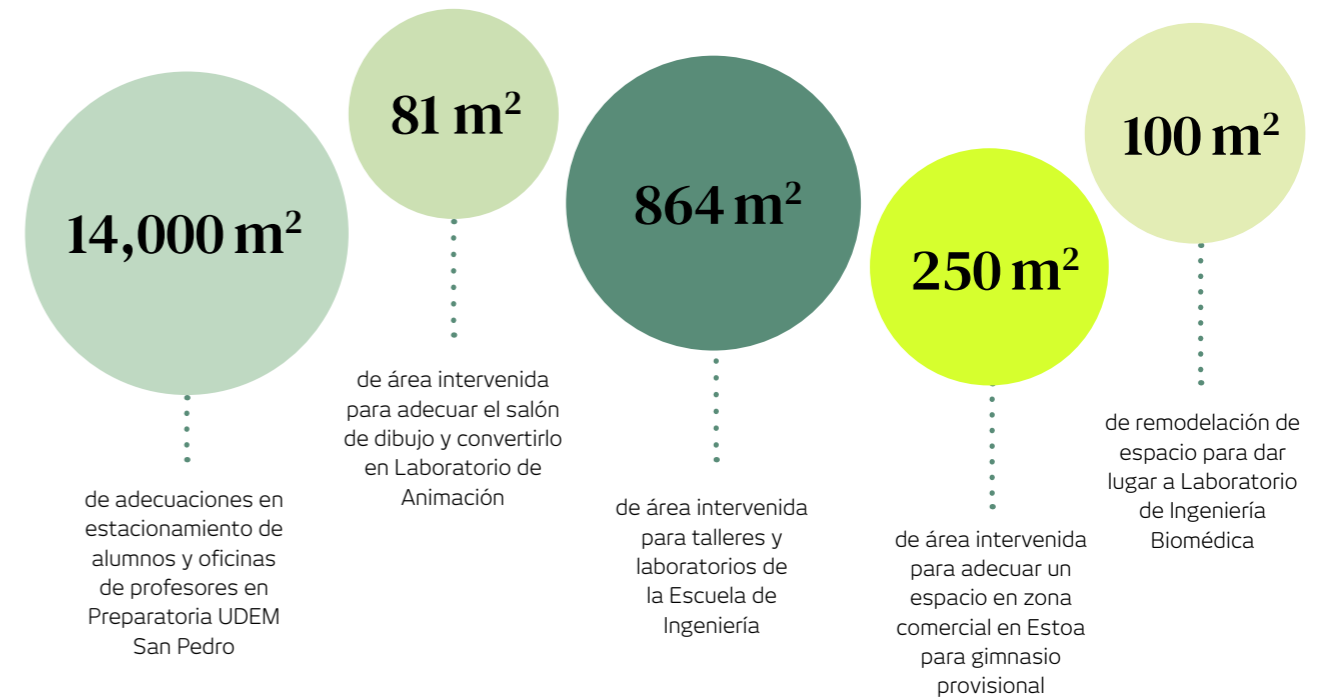 14,000 m²
de adecuaciones en
estacionamiento de
alumnos y oficinas
de profesores en
Preparatoria UDEM
San Pedro
81 m²
de área intervenida
para adecuar el salón
de dibujo y convertirlo
en Laboratorio de
Animación
864 m²
de área intervenida
para talleres y
laboratorios de
la Escuela de
Ingeniería
250 m²
de área intervenida
para adecuar un
espacio en zona
comercial en Estoa
para gimnasio
provisional
100 m²
de remodelación de
espacio para dar
lugar a Laboratorio
de Ingeniería
Biomédica